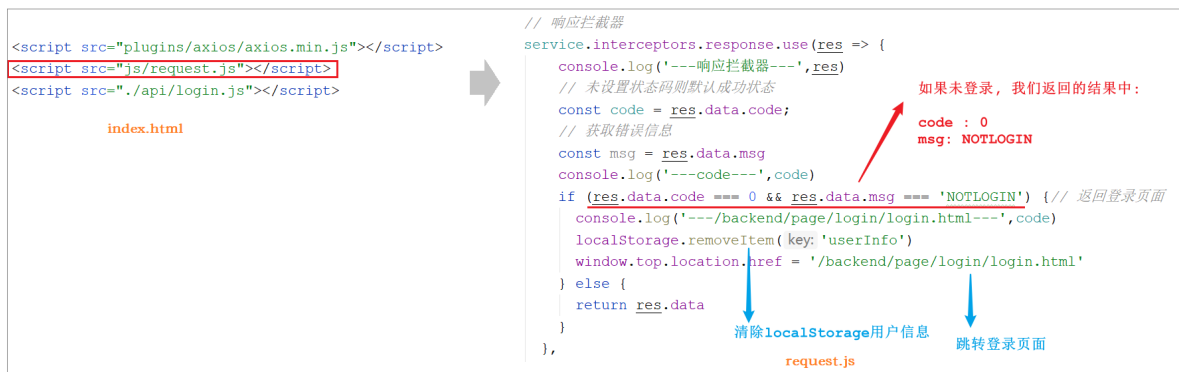 <script src="plugins/axios/axios.min.js"></script>
<script src="js/request.js"></script>
<script src="./api/login.js"></script>
index.html
// 响应拦截器
service.interceptors.response.use(res => {
console.log('---响应拦截器---',res)
// 未设置状态码则默认成功状态
const code = res.data.code;
// 获取错误信息
const msg = res.data.msg
console.log('---code---',code)
if (res.data.code === 0 && res.data.msg === 'NOTLOGIN') {// 返回登录页面
console.log('---/backend/page/login/login.html---',code)
localStorage.removeItem( key: 'userInfo')
window.top.location.href = '/backend/page/login/login.html'
} else {
return res.data
}
},
如果未登录, 我们返回的结果中:
code : 0
msg: NOTLOGIN
清除localStorage用户信息
跳转登录页面
request.js